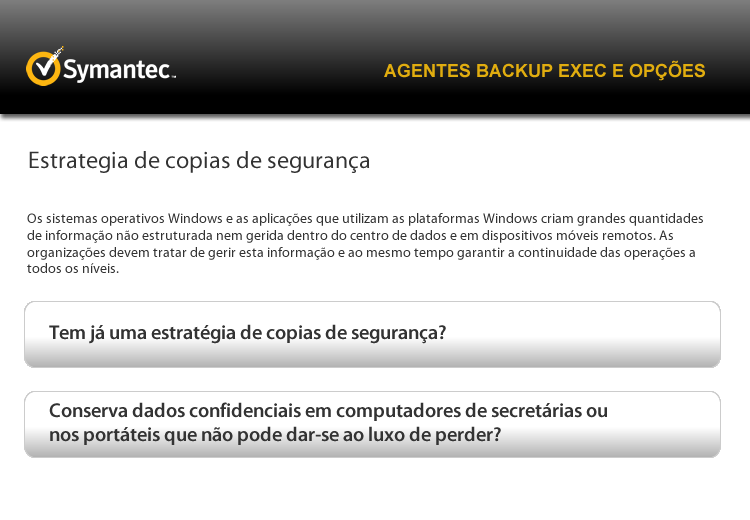 Symantec™
AGENTES BACKUP EXEC E OPÇÕES
Estrategia de copias de segurança
Os sistemas operativos Windows e as aplicações que utilizam as plataformas Windows criam grandes quantidades
de informação não estruturada nem gerida dentro do centro de dados e em dispositivos móveis remotos. As
organizações devem tratar de gerir esta informação e ao mesmo tempo garantir a continuidade das operações a
todos os níveis.
Tem já uma estratégia de copias de segurança?
Conserva dados confidenciais em computadores de secretárias ou
nos portáteis que não pode dar-se ao luxo de perder?